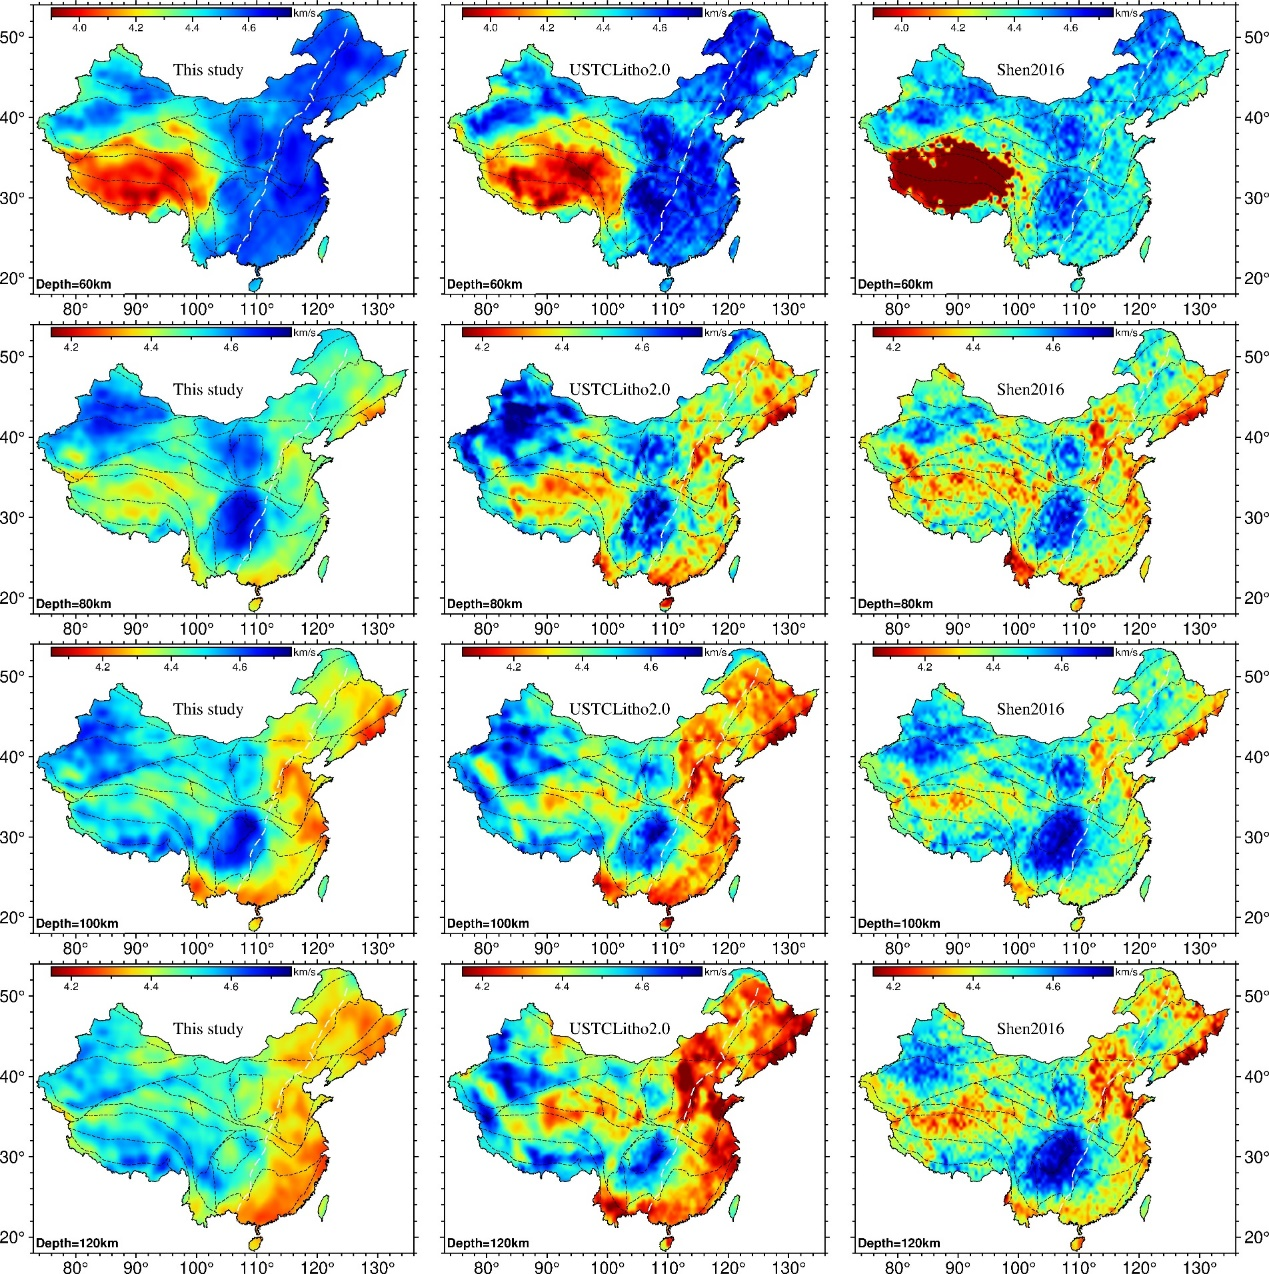 4.0 4.2 4.4 4.6 km/s
This study
Depth=60km
50°
40°
30°
20°
80° 90° 100° 110° 120° 130°
4.0 4.2 4.4 4.6 km/s
USTCLitho2.0
Depth=60km
80° 90° 100° 110° 120° 130°
4.0 4.2 4.4 4.6 km/s
Shen2016
Depth=60km
50°
40°
30°
20°
80° 90° 100° 110° 120° 130°
4.2 4.4 4.6 km/s
This study
Depth=80km
50°
40°
30°
20°
80° 90° 100° 110° 120° 130°
4.2 4.4 4.6 km/s
USTCLitho2.0
Depth=80km
80° 90° 100° 110° 120° 130°
4.2 4.4 4.6 km/s
Shen2016
Depth=80km
50°
40°
30°
20°
80° 90° 100° 110° 120° 130°
4.2 4.4 4.6 km/s
This study
Depth=100km
50°
40°
30°
20°
80° 90° 100° 110° 120° 130°
4.2 4.4 4.6 km/s
USTCLitho2.0
Depth=100km
80° 90° 100° 110° 120° 130°
4.2 4.4 4.6 km/s
Shen2016
Depth=100km
50°
40°
30°
20°
80° 90° 100° 110° 120° 130°
4.2 4.4 4.6 km/s
This study
Depth=120km
50°
40°
30°
20°
80° 90° 100° 110° 120° 130°
4.2 4.4 4.6 km/s
USTCLitho2.0
Depth=120km
80° 90° 100° 110° 120° 130°
4.2 4.4 4.6 km/s
Shen2016
Depth=120km
50°
40°
30°
20°
80° 90° 100° 110° 120° 130°